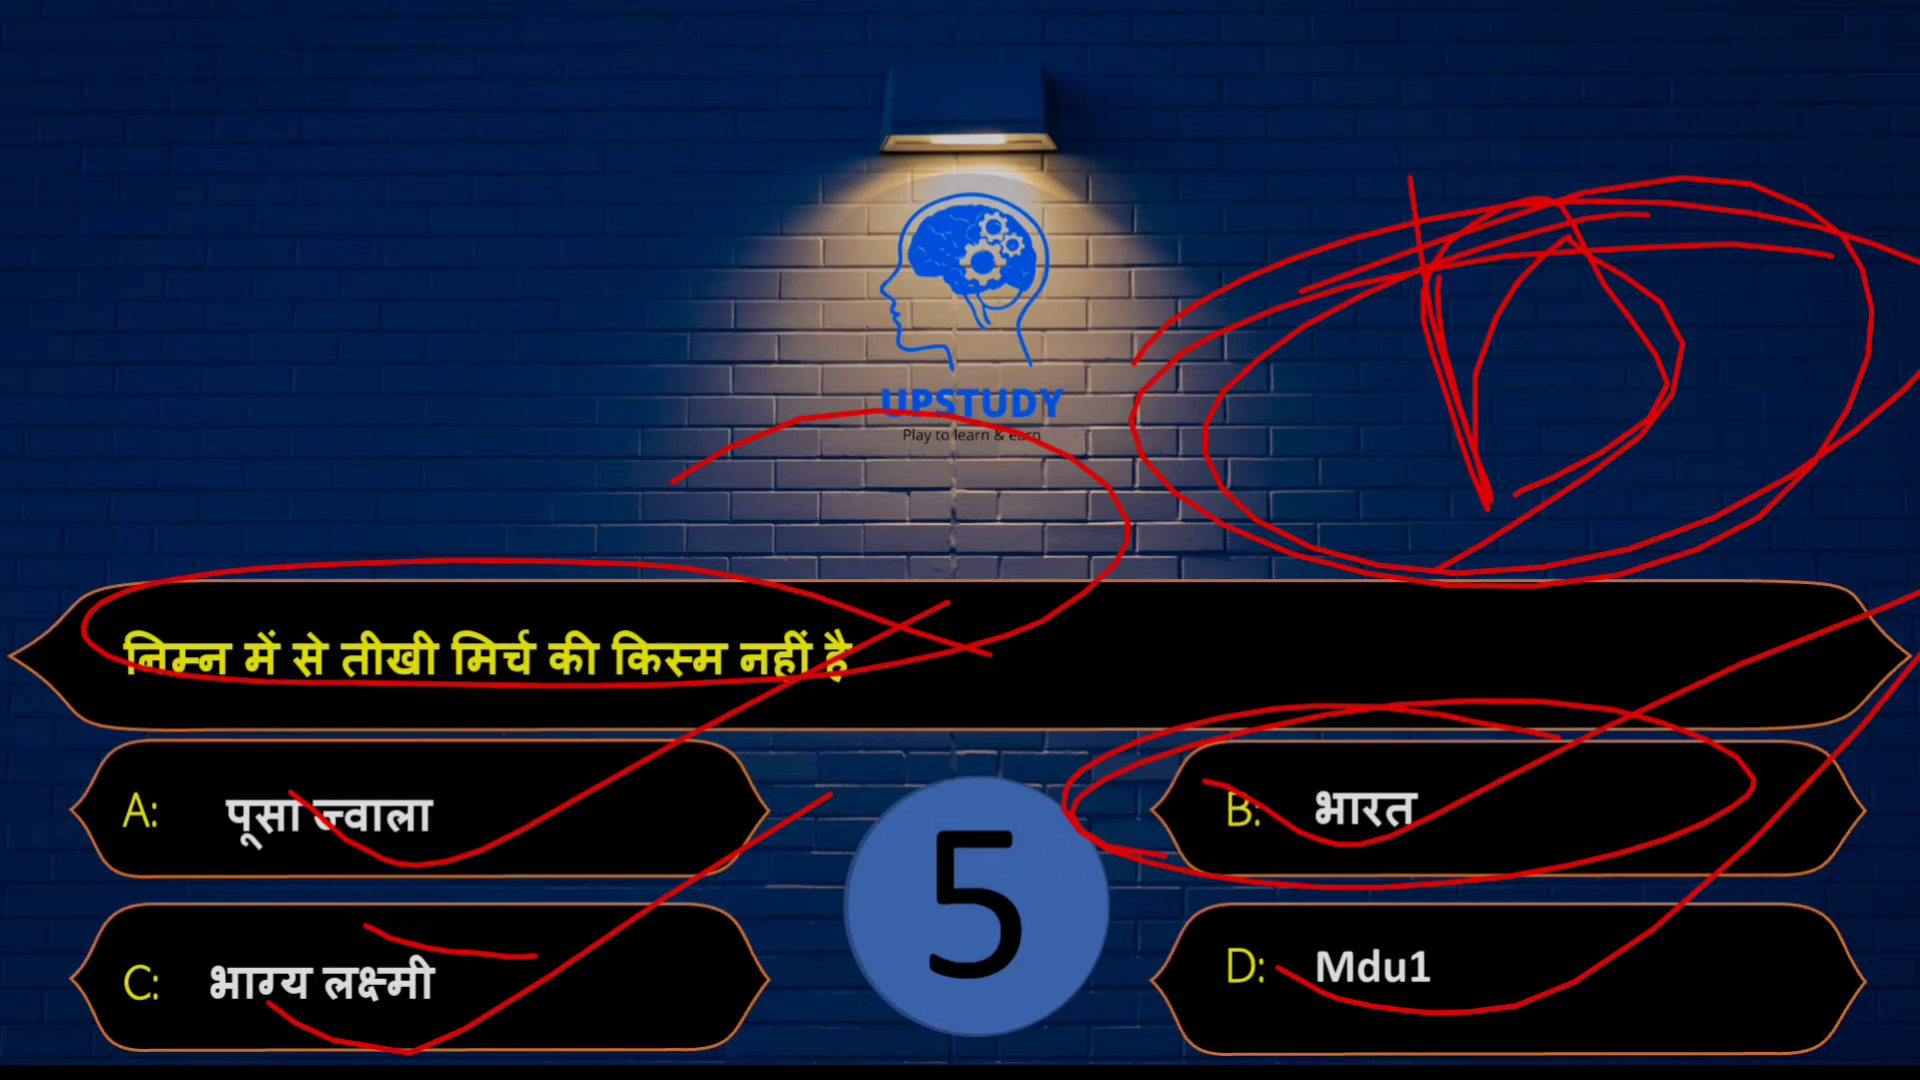 UPSTUDY
Play to learn & earn
निम्न में से तीखी मिर्च की किस्म नहीं है
A: पूसा ज्वाला
B: भारत
5
C: भाग्य लक्ष्मी
D: Mdu1